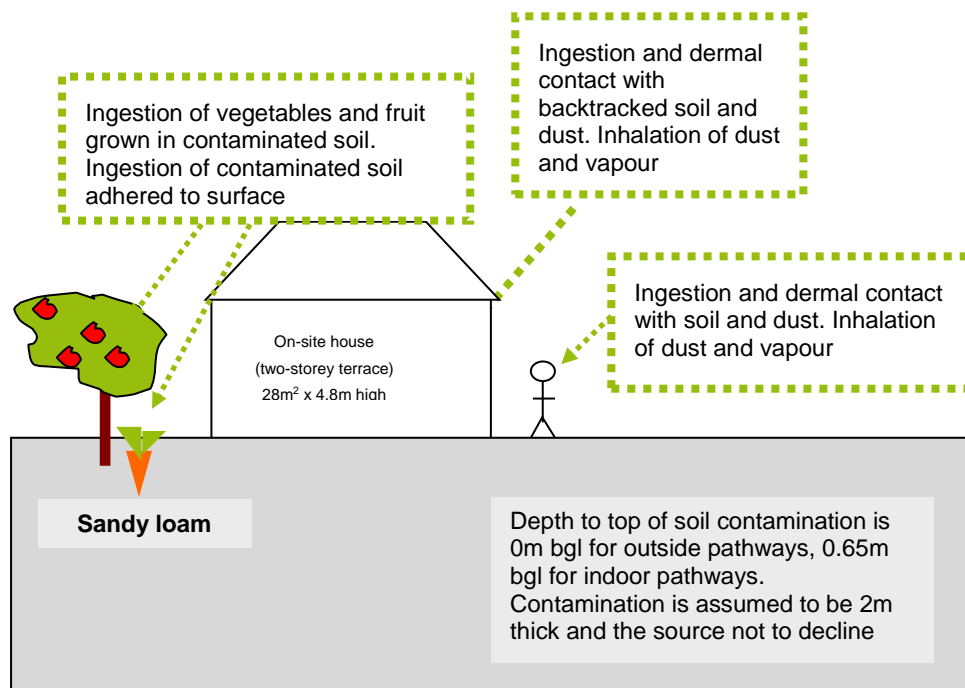 Ingestion of vegetables and fruit
grown in contaminated soil.
Ingestion of contaminated soil
adhered to surface
Ingestion and dermal
contact with
backtracked soil and
dust. Inhalation of dust
and vapour
Ingestion and dermal contact
with soil and dust. Inhalation
of dust and vapour
On-site house
(two-storey terrace)
28m² x 4.8m high
Sandy loam
Depth to top of soil contamination is
0m bgl for outside pathways, 0.65m
bgl for indoor pathways.
Contamination is assumed to be 2m
thick and the source not to decline